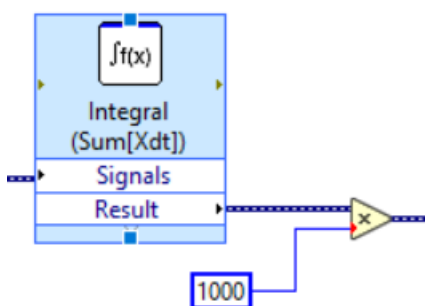 ∫f(x)
Integral
(Sum[Xdt])
Signals
Result
×
1000